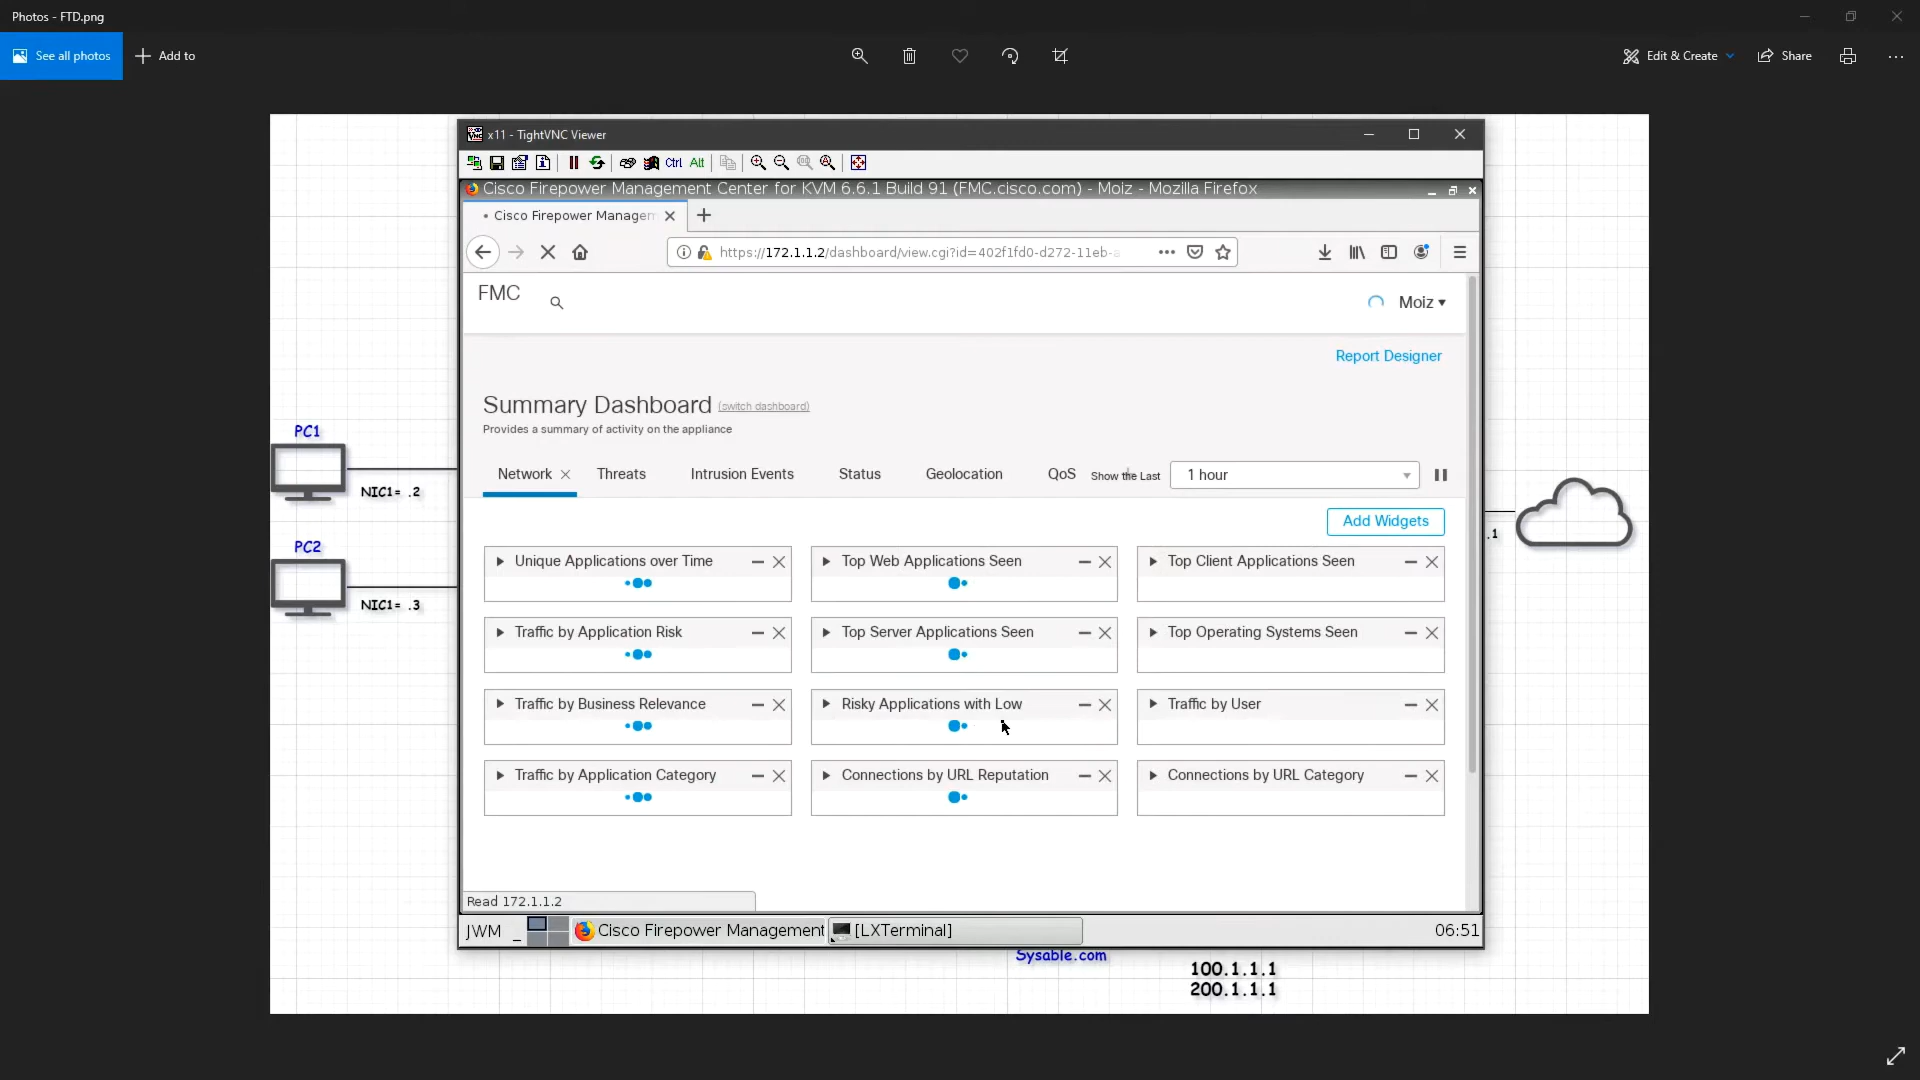 Photos - FTD.png
See all photos
Add to
Edit & Create
Share
x11 - TightVNC Viewer
Ctrl Alt
Cisco Firepower Management Center for KVM 6.6.1 Build 91 (FMC.cisco.com) - Moiz - Mozilla Firefox
Cisco Firepower Managem
https://172.1.1.2/dashboard/view.cgi?id=402f1fd0-d272-11eb-a
FMC
Moiz
Report Designer
Summary Dashboard (switch dashboard)
Provides a summary of activity on the appliance
Network Threats Intrusion Events Status Geolocation QoS Show the Last 1 hour
Add Widgets
Unique Applications over Time
Top Web Applications Seen
Top Client Applications Seen
Traffic by Application Risk
Top Server Applications Seen
Top Operating Systems Seen
Traffic by Business Relevance
Risky Applications with Low
Traffic by User
Traffic by Application Category
Connections by URL Reputation
Connections by URL Category
Read 172.1.1.2
JWM
Cisco Firepower Management
[LXTerminal]
06:51
PC1
NIC1= .2
PC2
NIC1= .3
.1
Sysable.com
100.1.1.1
200.1.1.1